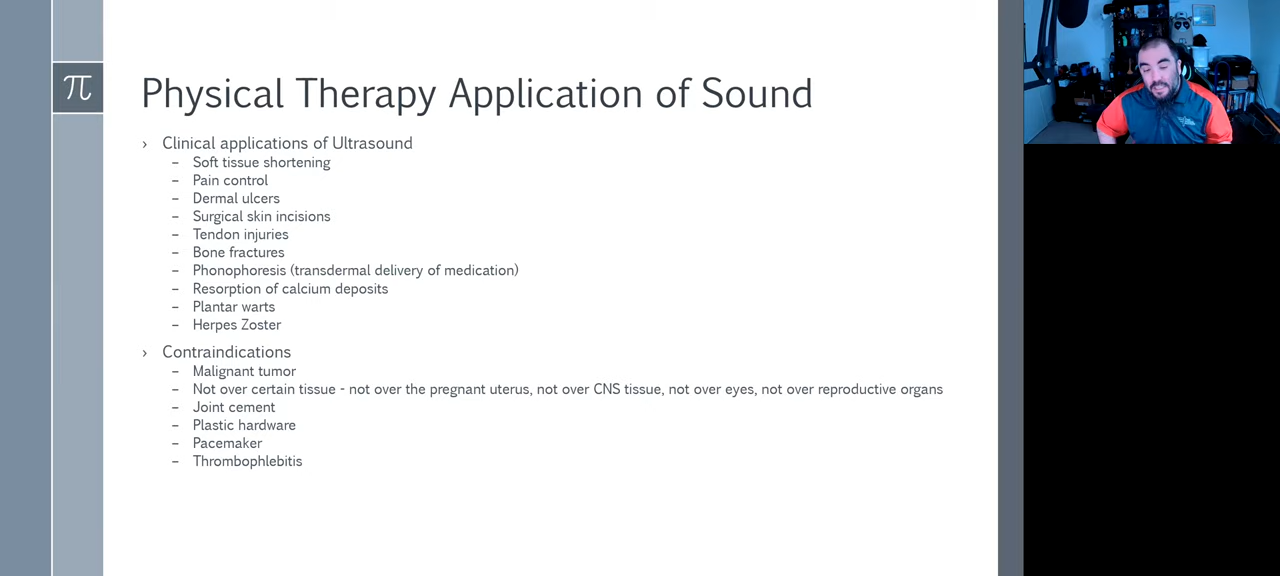 π
Physical Therapy Application of Sound
› Clinical applications of Ultrasound
– Soft tissue shortening
– Pain control
– Dermal ulcers
– Surgical skin incisions
– Tendon injuries
– Bone fractures
– Phonophoresis (transdermal delivery of medication)
– Resorption of calcium deposits
– Plantar warts
– Herpes Zoster
› Contraindications
– Malignant tumor
– Not over certain tissue - not over the pregnant uterus, not over CNS tissue, not over eyes, not over reproductive organs
– Joint cement
– Plastic hardware
– Pacemaker
– Thrombophlebitis